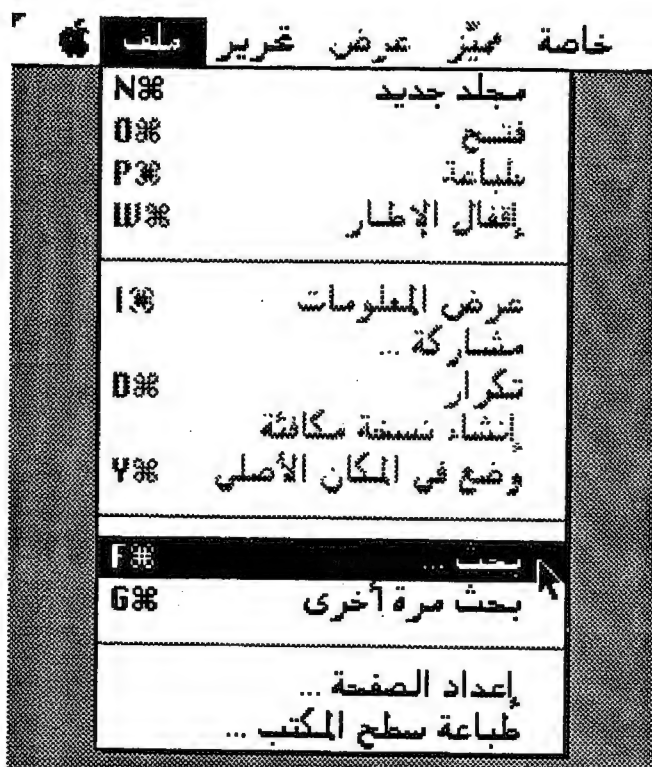 خاصة مميّز عرض تحرير ملف
مجلد جديد N⌘
فتح O⌘
طباعة P⌘
إقفال الإطار W⌘
عرض المعلومات I⌘
مشاركة ...
تكرار D⌘
إنشاء نسخة مكافئة
وضع في المكان الأصلي Y⌘
بحث ... F⌘
بحث مرة أخرى G⌘
إعداد الصفحة ...
طباعة سطح المكتب ...